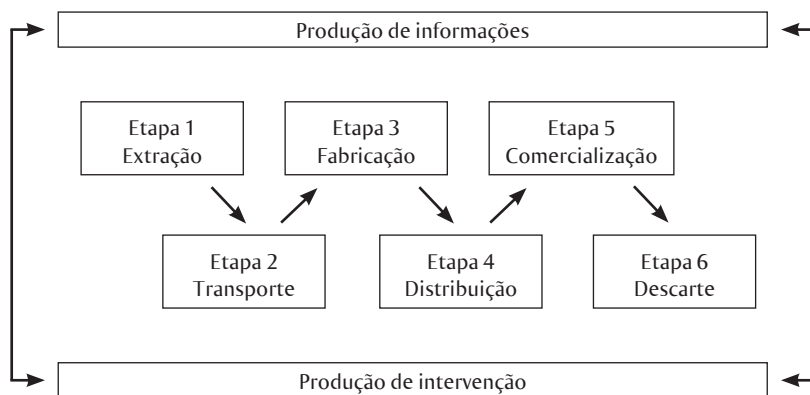 Produção de informações
Etapa 1
Extração
Etapa 3
Fabricação
Etapa 5
Comercialização
Etapa 2
Transporte
Etapa 4
Distribuição
Etapa 6
Descarte
Produção de intervenção